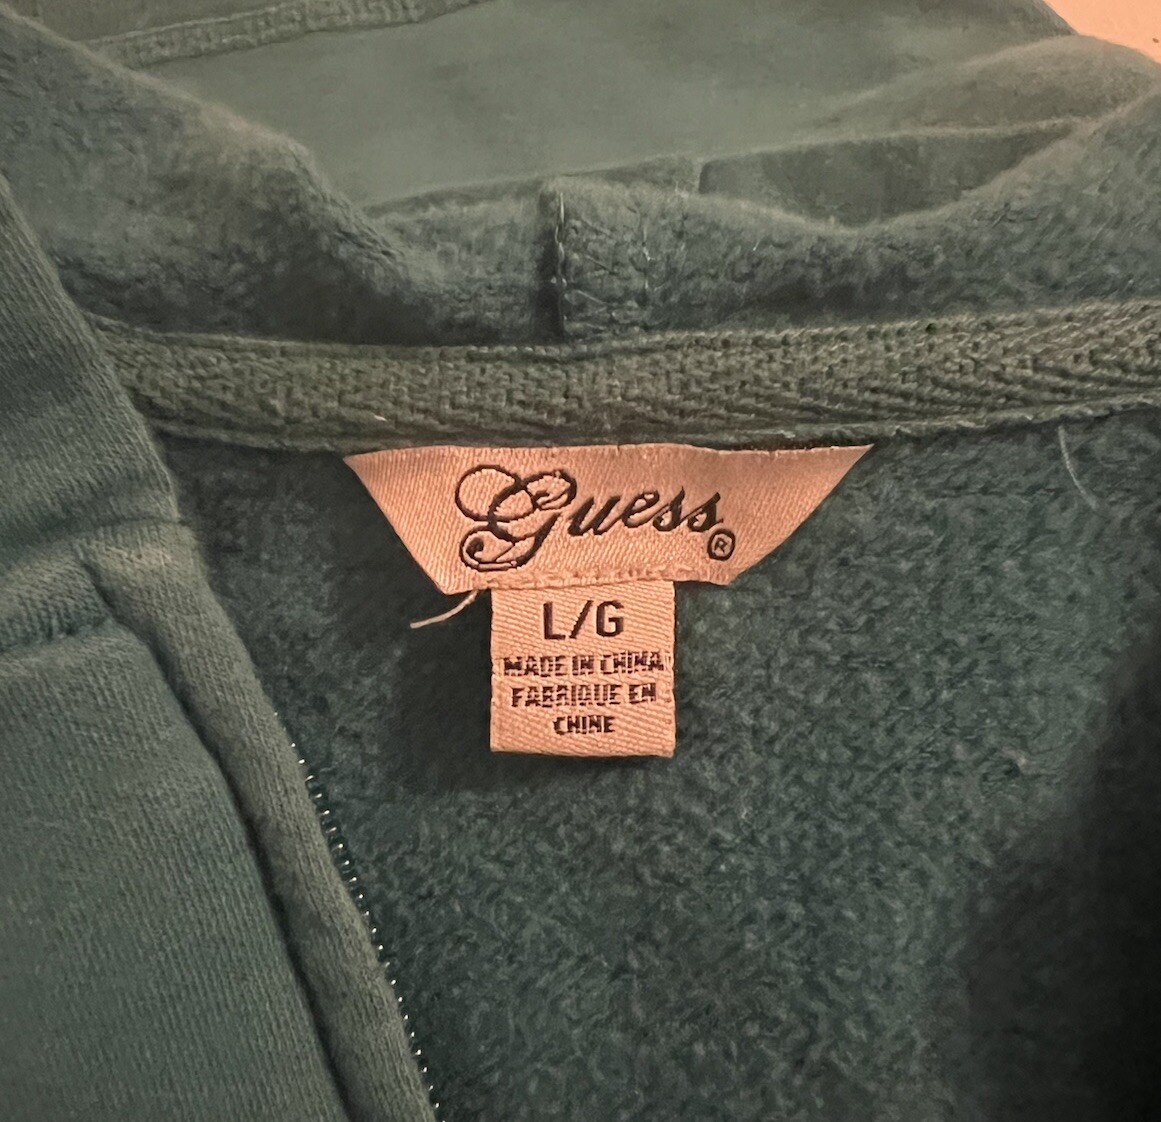 Guess®
L/G
MADE IN CHINA
FABRIQUE EN
CHINE